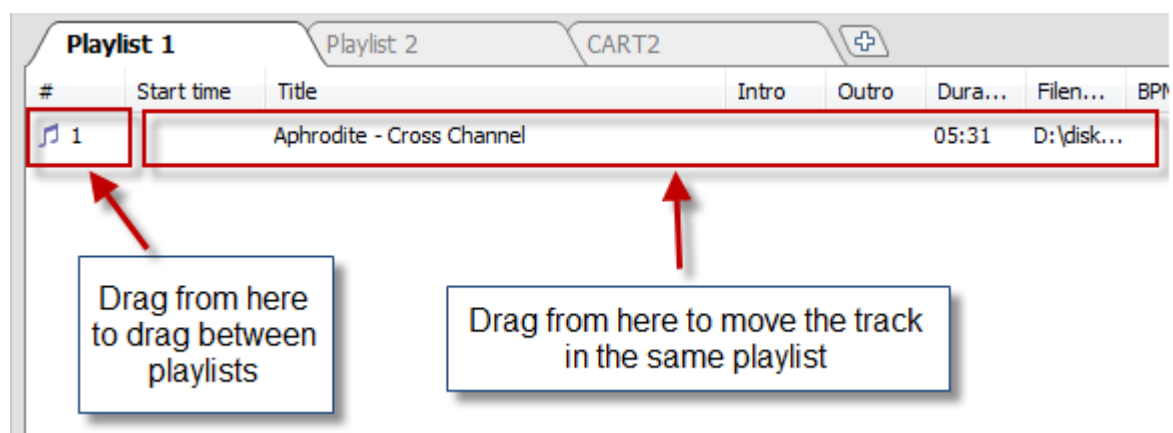 Playlist 1 Playlist 2 CART2
# Start time Title Intro Outro Dura... Filen... BPM
1 Aphrodite - Cross Channel 05:31 D:\disk...
Drag from here
to drag between
playlists
Drag from here to move the track
in the same playlist